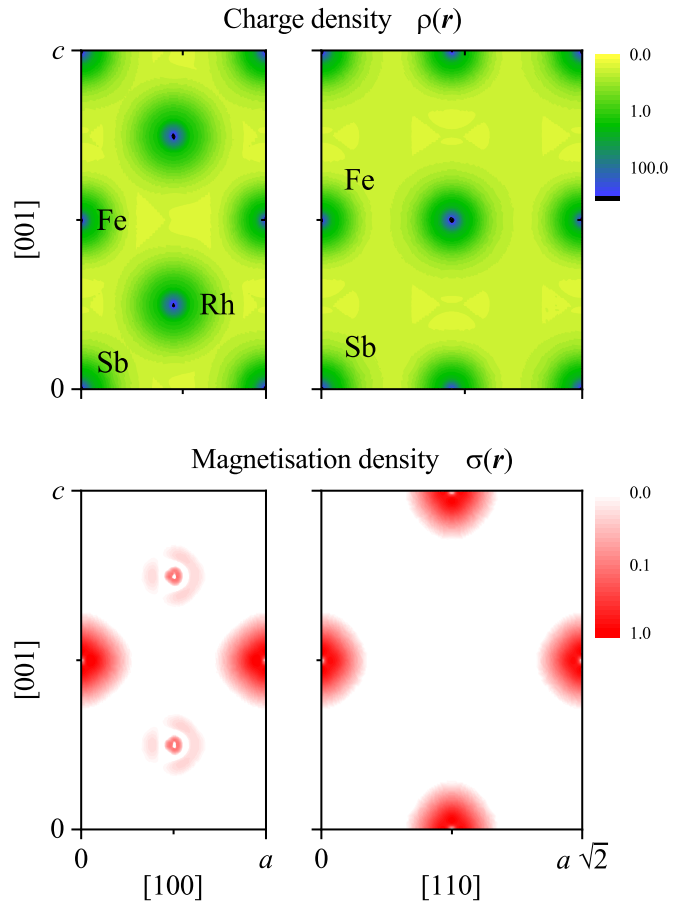 Charge density ρ(r)
c
0.0
1.0
100.0
Fe
Fe
[001]
Rh
Sb
Sb
0
Magnetisation density σ(r)
c
0.0
0.1
1.0
[001]
0
0 a 0 a √2
[100] [110]